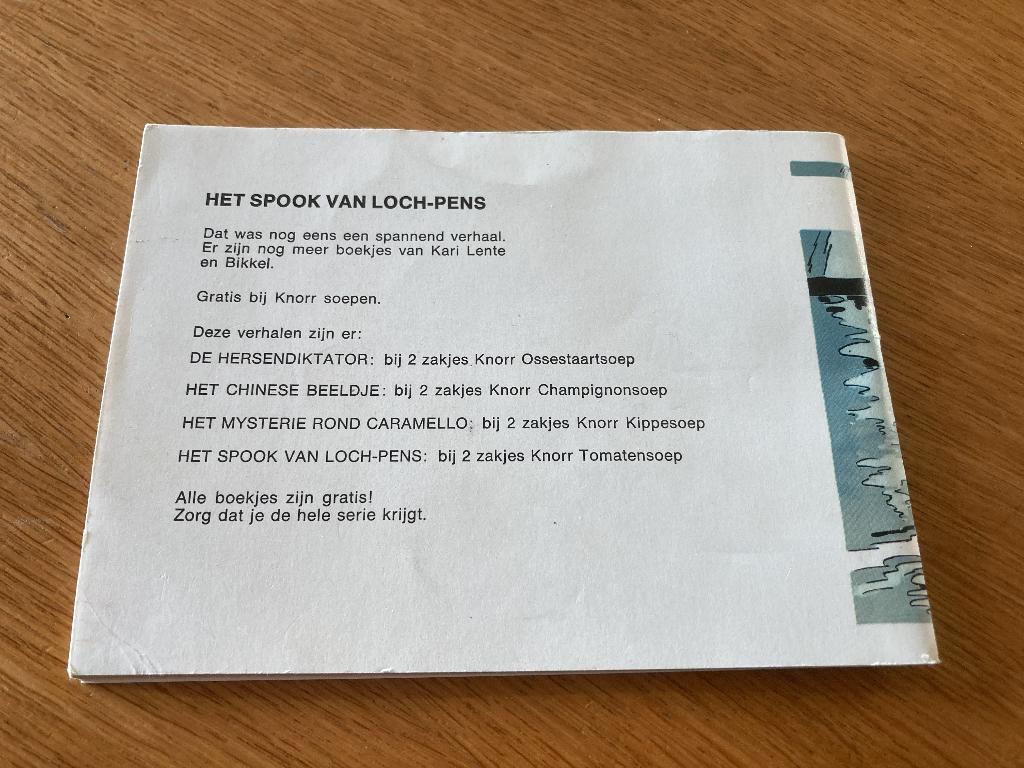 HET SPOOK VAN LOCH-PENS
Dat was nog eens een spannend verhaal.
Er zijn nog meer boekjes van Kari Lente
en Bikkel.
Gratis bij Knorr soepen.
Deze verhalen zijn er:
DE HERSENDIKTATOR: bij 2 zakjes Knorr Ossestaartsoep
HET CHINESE BEELDJE: bij 2 zakjes Knorr Champignonsoep
HET MYSTERIE ROND CARAMELLO: bij 2 zakjes Knorr Kippesoep
HET SPOOK VAN LOCH-PENS: bij 2 zakjes Knorr Tomatensoep
Alle boekjes zijn gratis!
Zorg dat je de hele serie krijgt.